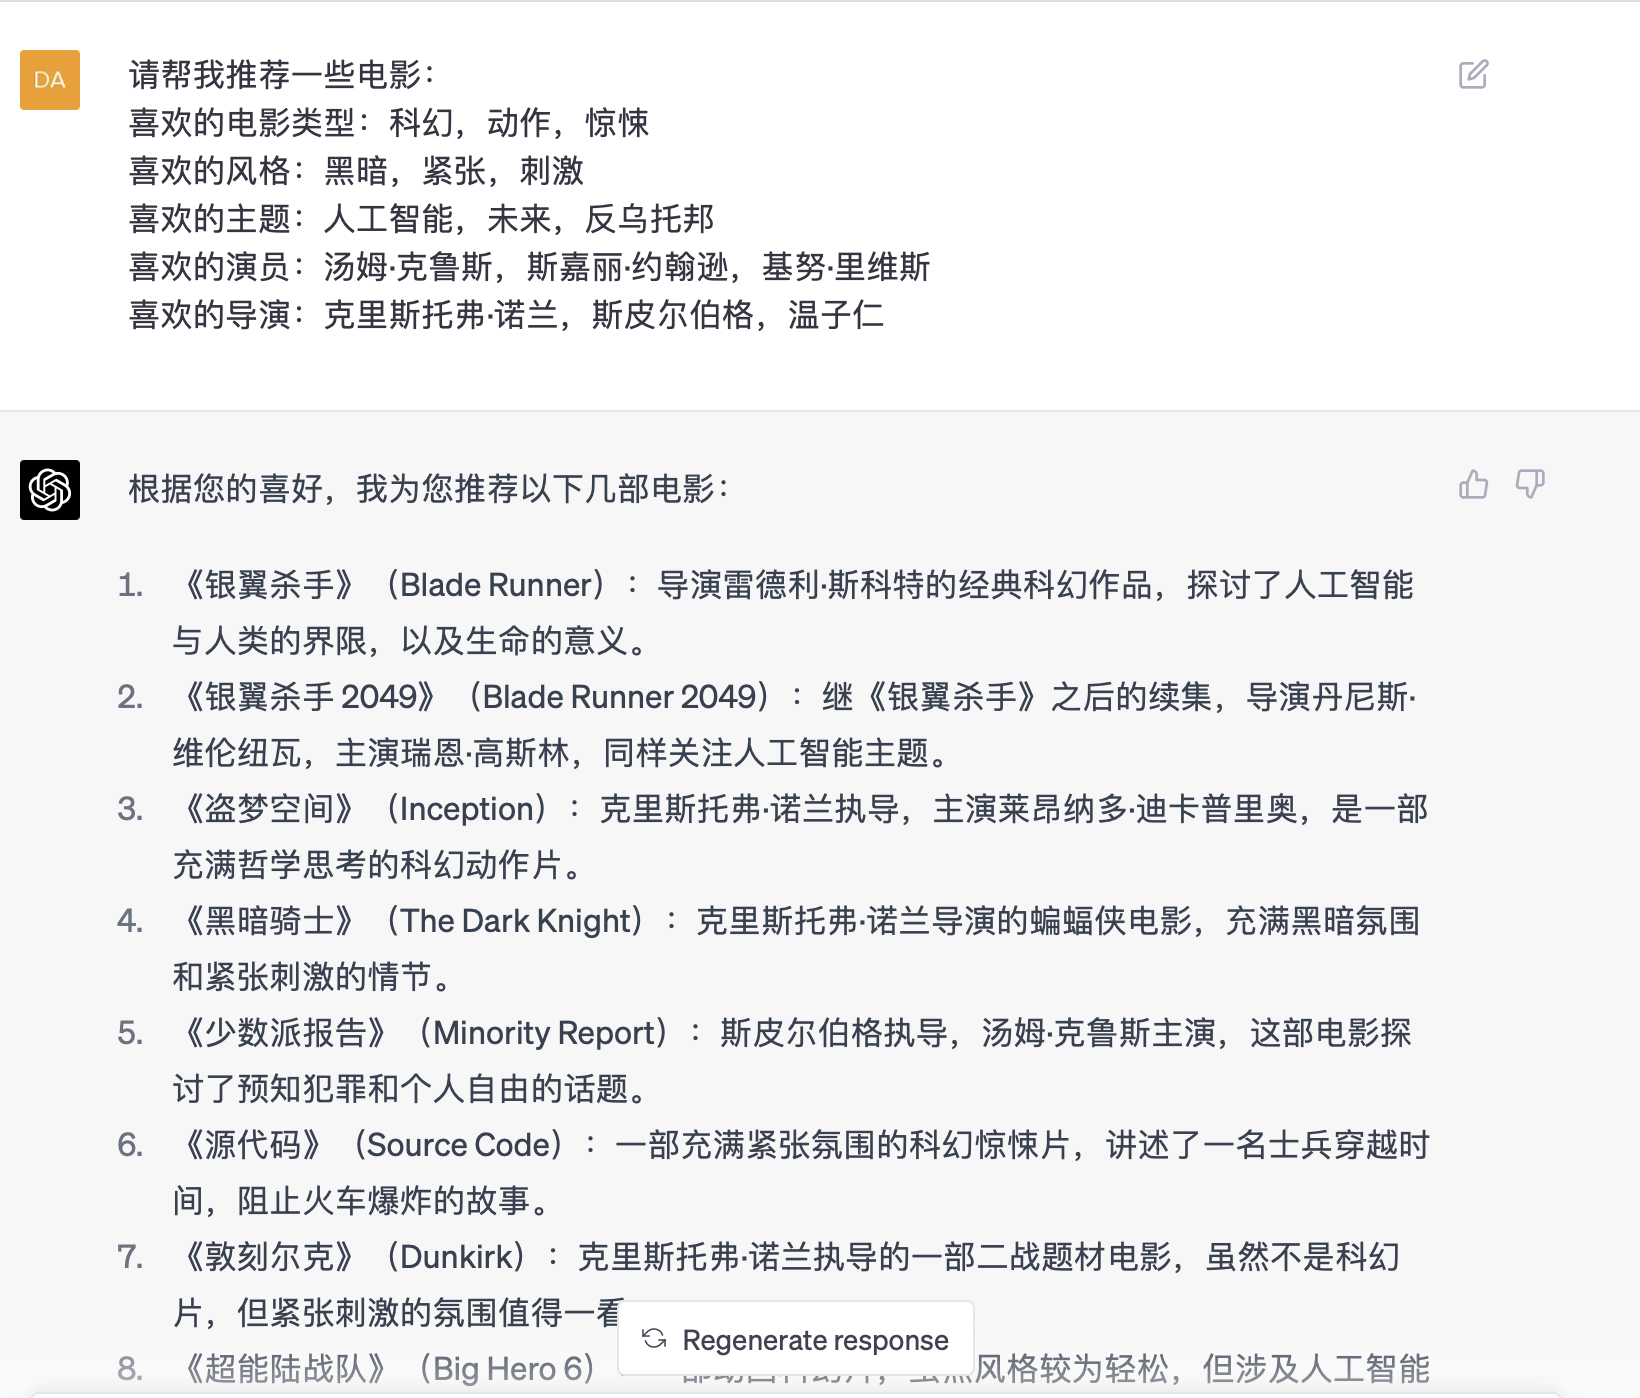 DA
请帮我推荐一些电影：
喜欢的电影类型：科幻，动作，惊悚
喜欢的风格：黑暗，紧张，刺激
喜欢的主题：人工智能，未来，反乌托邦
喜欢的演员：汤姆·克鲁斯，斯嘉丽·约翰逊，基努·里维斯
喜欢的导演：克里斯托弗·诺兰，斯皮尔伯格，温子仁
根据您的喜好，我为您推荐以下几部电影：
1. 《银翼杀手》（Blade Runner）：导演雷德利·斯科特的经典科幻作品，探讨了人工智能
与人类的界限，以及生命的意义。
2. 《银翼杀手 2049》（Blade Runner 2049）：继《银翼杀手》之后的续集，导演丹尼斯·
维伦纽瓦，主演瑞恩·高斯林，同样关注人工智能主题。
3. 《盗梦空间》（Inception）：克里斯托弗·诺兰执导，主演莱昂纳多·迪卡普里奥，是一部
充满哲学思考的科幻动作片。
4. 《黑暗骑士》（The Dark Knight）：克里斯托弗·诺兰导演的蝙蝠侠电影，充满黑暗氛围
和紧张刺激的情节。
5. 《少数派报告》（Minority Report）：斯皮尔伯格执导，汤姆·克鲁斯主演，这部电影探
讨了预知犯罪和个人自由的话题。
6. 《源代码》（Source Code）：一部充满紧张氛围的科幻惊悚片，讲述了一名士兵穿越时
间，阻止火车爆炸的故事。
7. 《敦刻尔克》（Dunkirk）：克里斯托弗·诺兰执导的一部二战题材电影，虽然不是科幻
片，但紧张刺激的氛围值得一看
Regenerate response
8. 《超能陆战队》（Big Hero 6） 风格较为轻松，但涉及人工智能